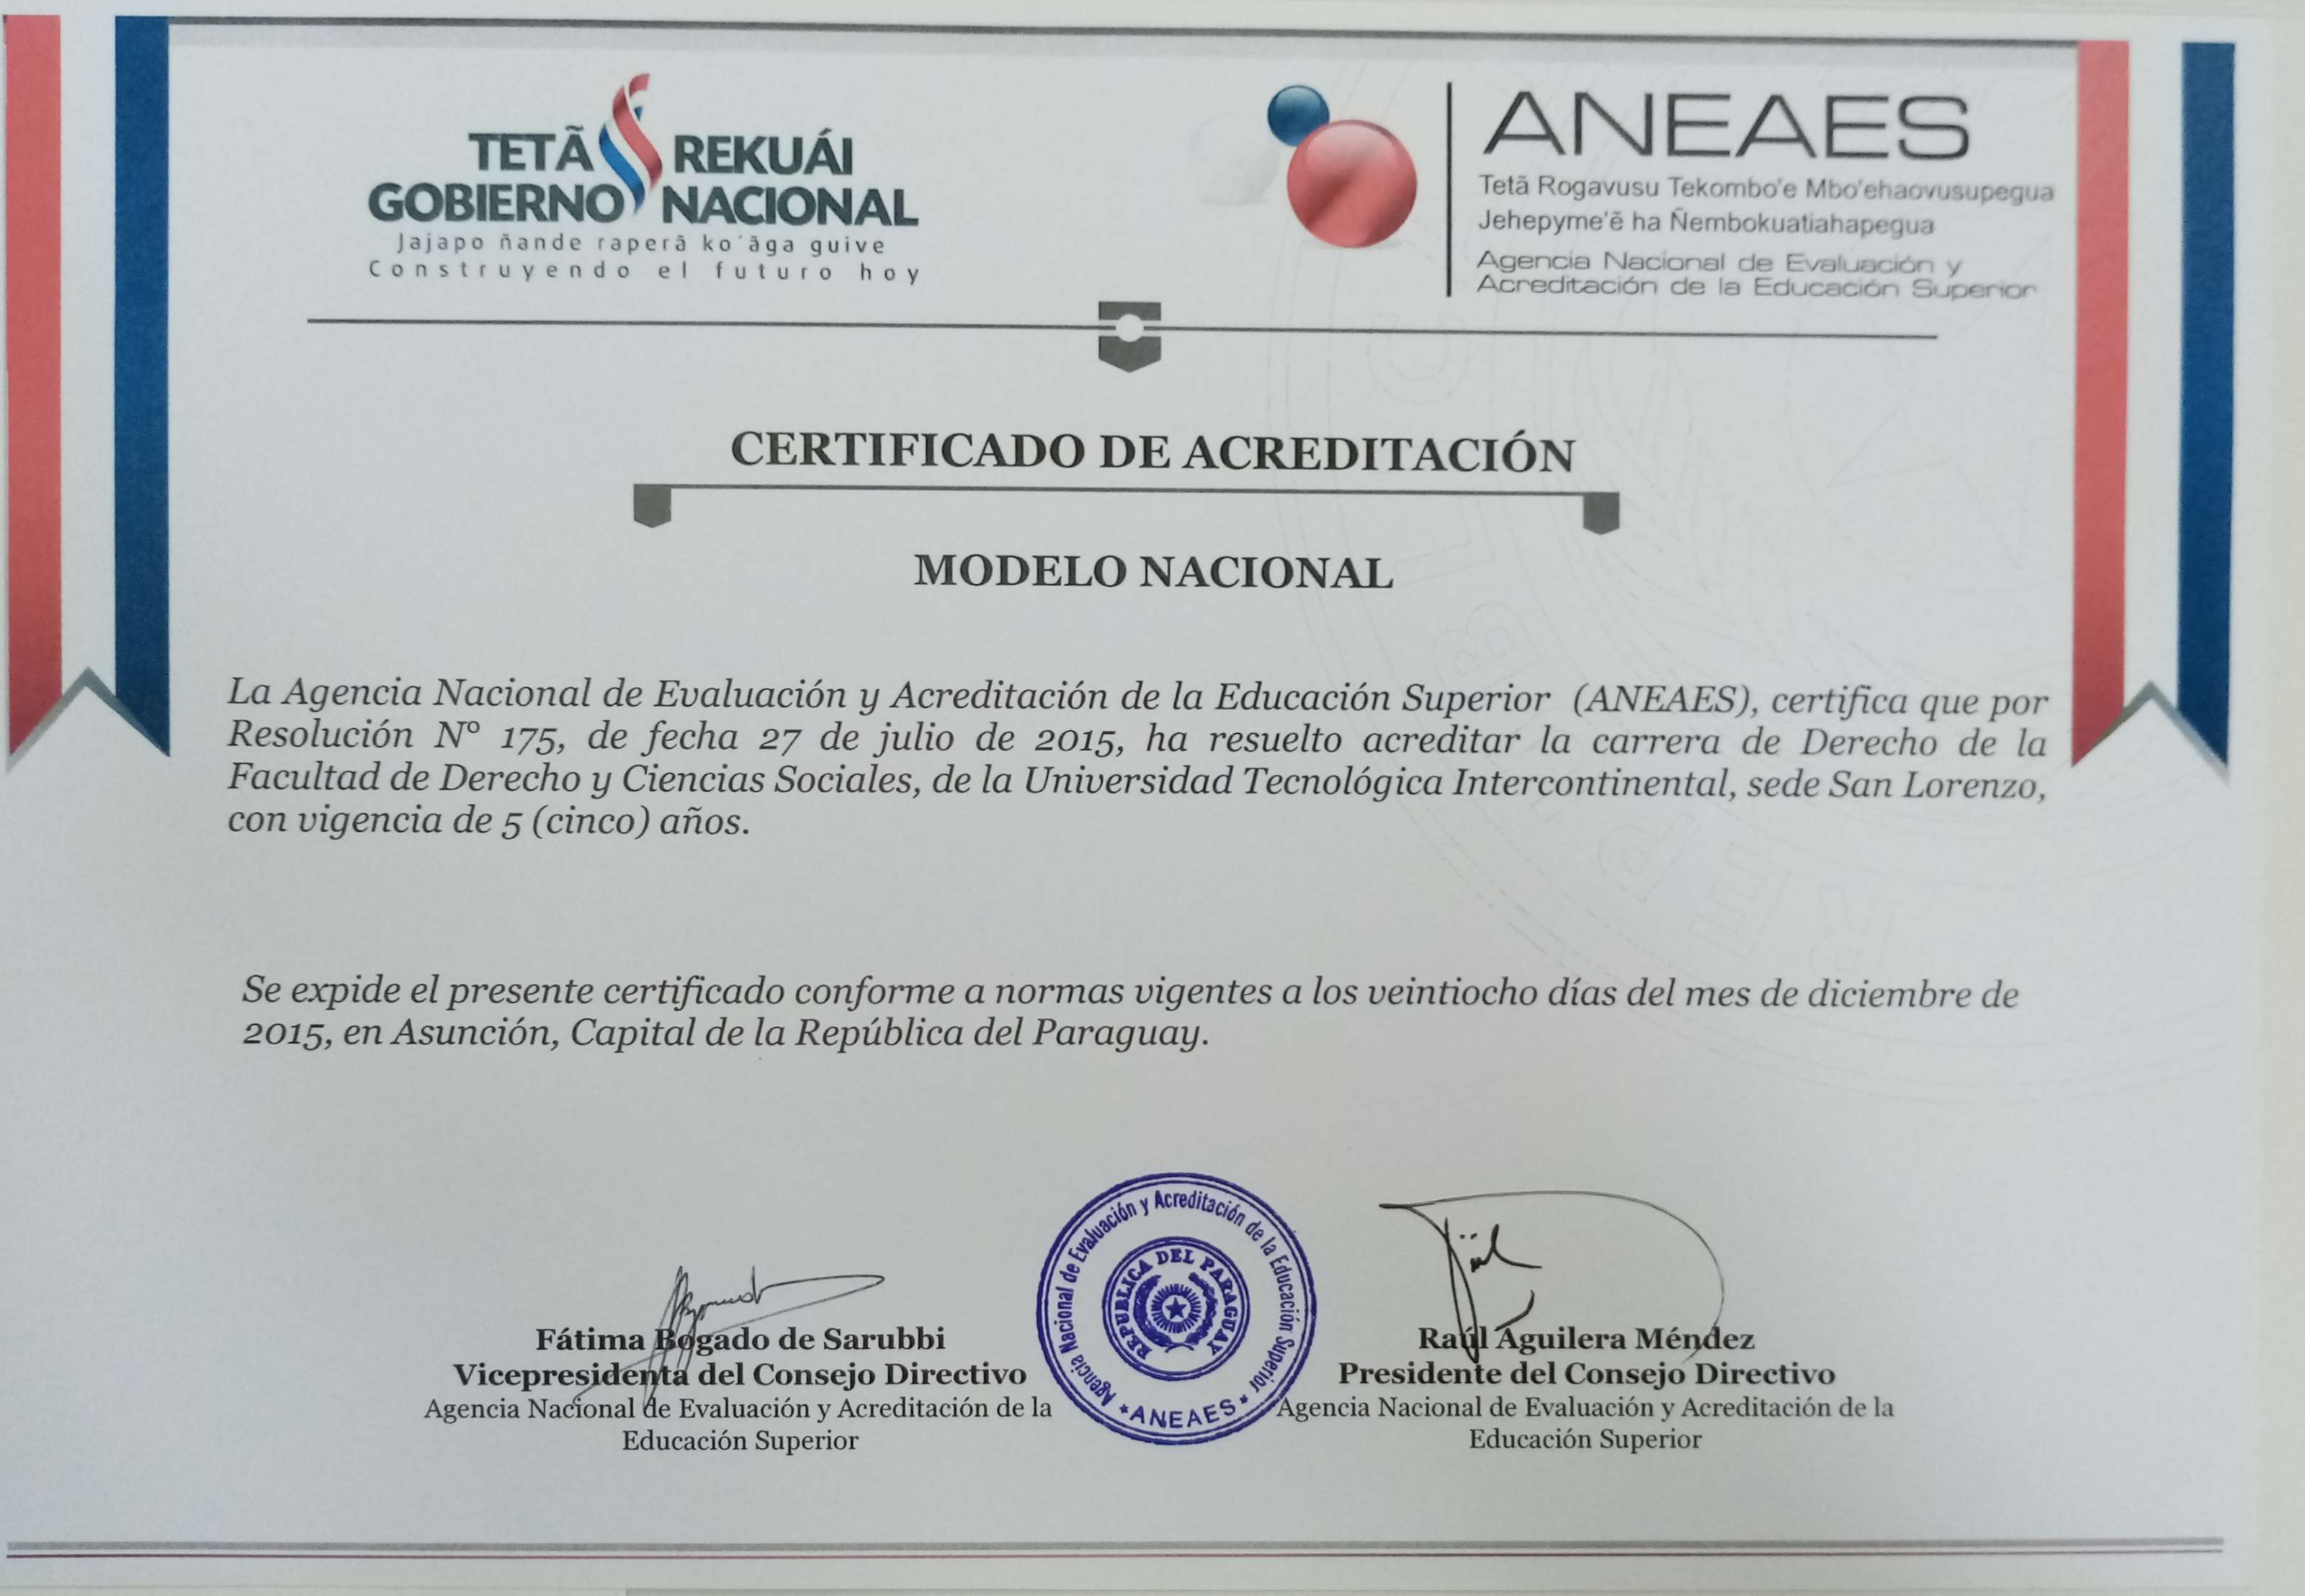 TETÃ REKUÁI
GOBIERNO NACIONAL
Jajapo ñande raperã ko´ãga guive
Construyendo el futuro hoy
ANEAES
Tetã Rogavusu Tekombo'e Mbo'ehaovusupegua
Jehepyme'ẽ ha Ñembokuatiahapegua
Agencia Nacional de Evaluación y
Acreditación de la Educación Superior
CERTIFICADO DE ACREDITACIÓN
MODELO NACIONAL
La Agencia Nacional de Evaluación y Acreditación de la Educación Superior (ANEAES), certifica que por
Resolución N° 175, de fecha 27 de julio de 2015, ha resuelto acreditar la carrera de Derecho de la
Facultad de Derecho y Ciencias Sociales, de la Universidad Tecnológica Intercontinental, sede San Lorenzo,
con vigencia de 5 (cinco) años.
Se expide el presente certificado conforme a normas vigentes a los veintiocho días del mes de diciembre de
2015, en Asunción, Capital de la República del Paraguay.
Fátima Bogado de Sarubbi
Vicepresidenta del Consejo Directivo
Agencia Nacional de Evaluación y Acreditación de la
Educación Superior
Agencia Nacional de Evaluación y Acreditación de la Educación Superior
REPUBLICA DEL PARAGUAY
*ANEAES*
Raúl Aguilera Méndez
Presidente del Consejo Directivo
Agencia Nacional de Evaluación y Acreditación de la
Educación Superior